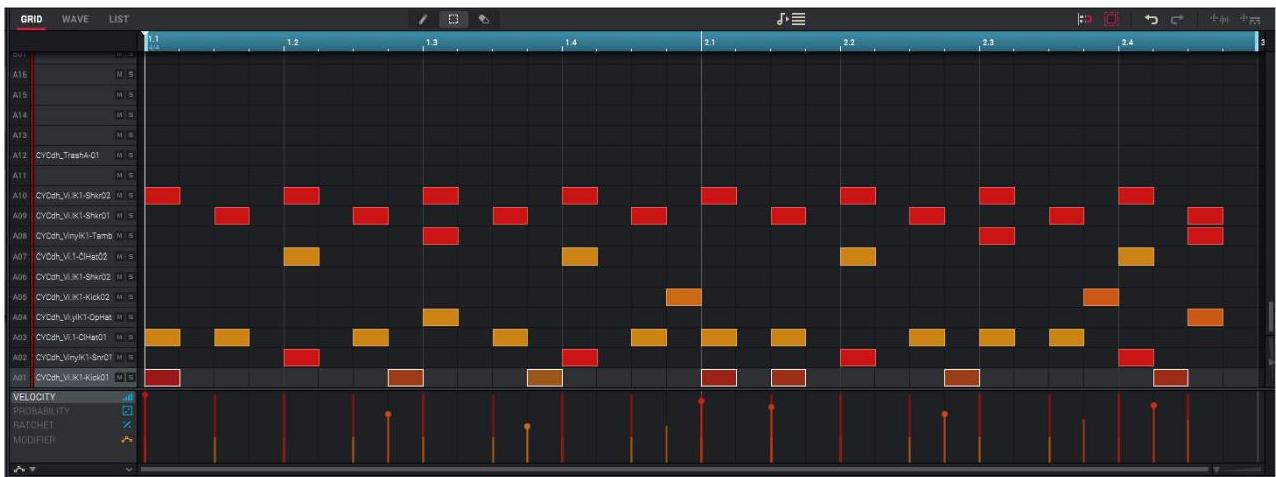 GRID WAVE LIST
1.1 1.2 1.3 1.4 2.1 2.2 2.3 2.4 3
4/4
B01 M S
A16 M S
A15 M S
A14 M S
A13 M S
A12 CYCdh_TrashA-01 M S
A11 M S
A10 CYCdh_Vi.lK1-Shkr02 M S
A09 CYCdh_Vi.lK1-Shkr01 M S
A08 CYCdh_VinylK1-Tamb M S
A07 CYCdh_Vi.1-ClHat02 M S
A06 CYCdh_Vi.lK1-Shkr02 M S
A05 CYCdh_Vi.lK1-Kick02 M S
A04 CYCdh_Vi.ylK1-OpHat M S
A03 CYCdh_Vi.1-ClHat01 M S
A02 CYCdh_VinylK1-Snr01 M S
A01 CYCdh_Vi.lK1-Kick01 M S
VELOCITY
PROBABILITY
RATCHET
MODIFIER